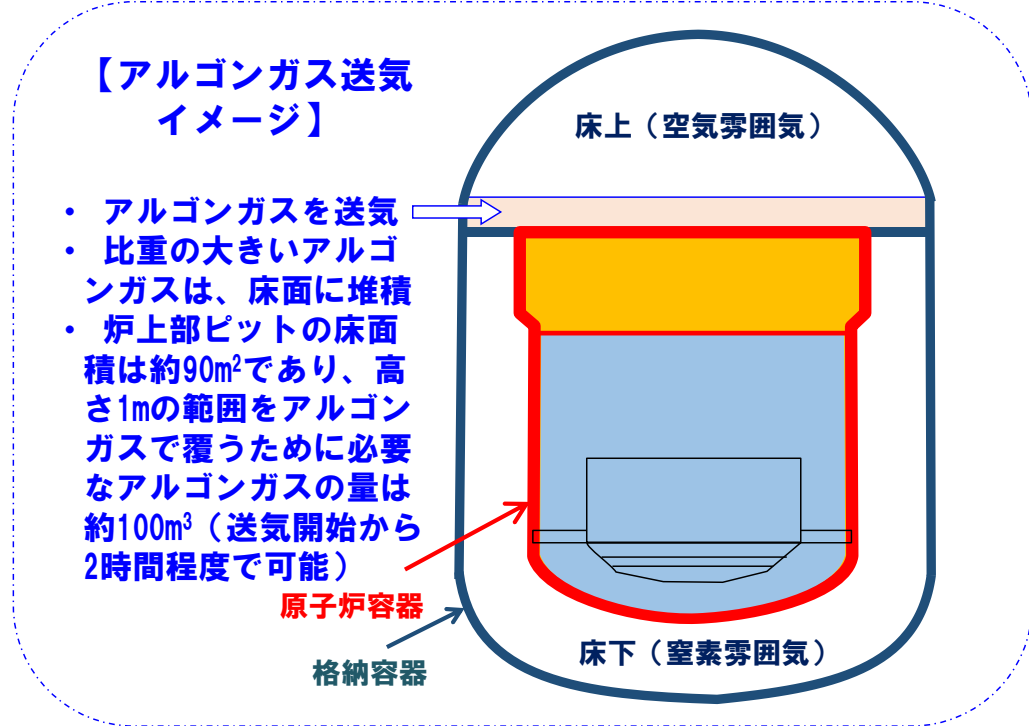 【アルゴンガス送気
イメージ】
床上（空気雰囲気）
・ アルゴンガスを送気
・ 比重の大きいアルゴ
ンガスは、床面に堆積
・ 炉上部ピットの床面
積は約90m²であり、高
さ1mの範囲をアルゴン
ガスで覆うために必要
なアルゴンガスの量は
約100m³（送気開始から
2時間程度で可能）
原子炉容器
格納容器
床下（窒素雰囲気）